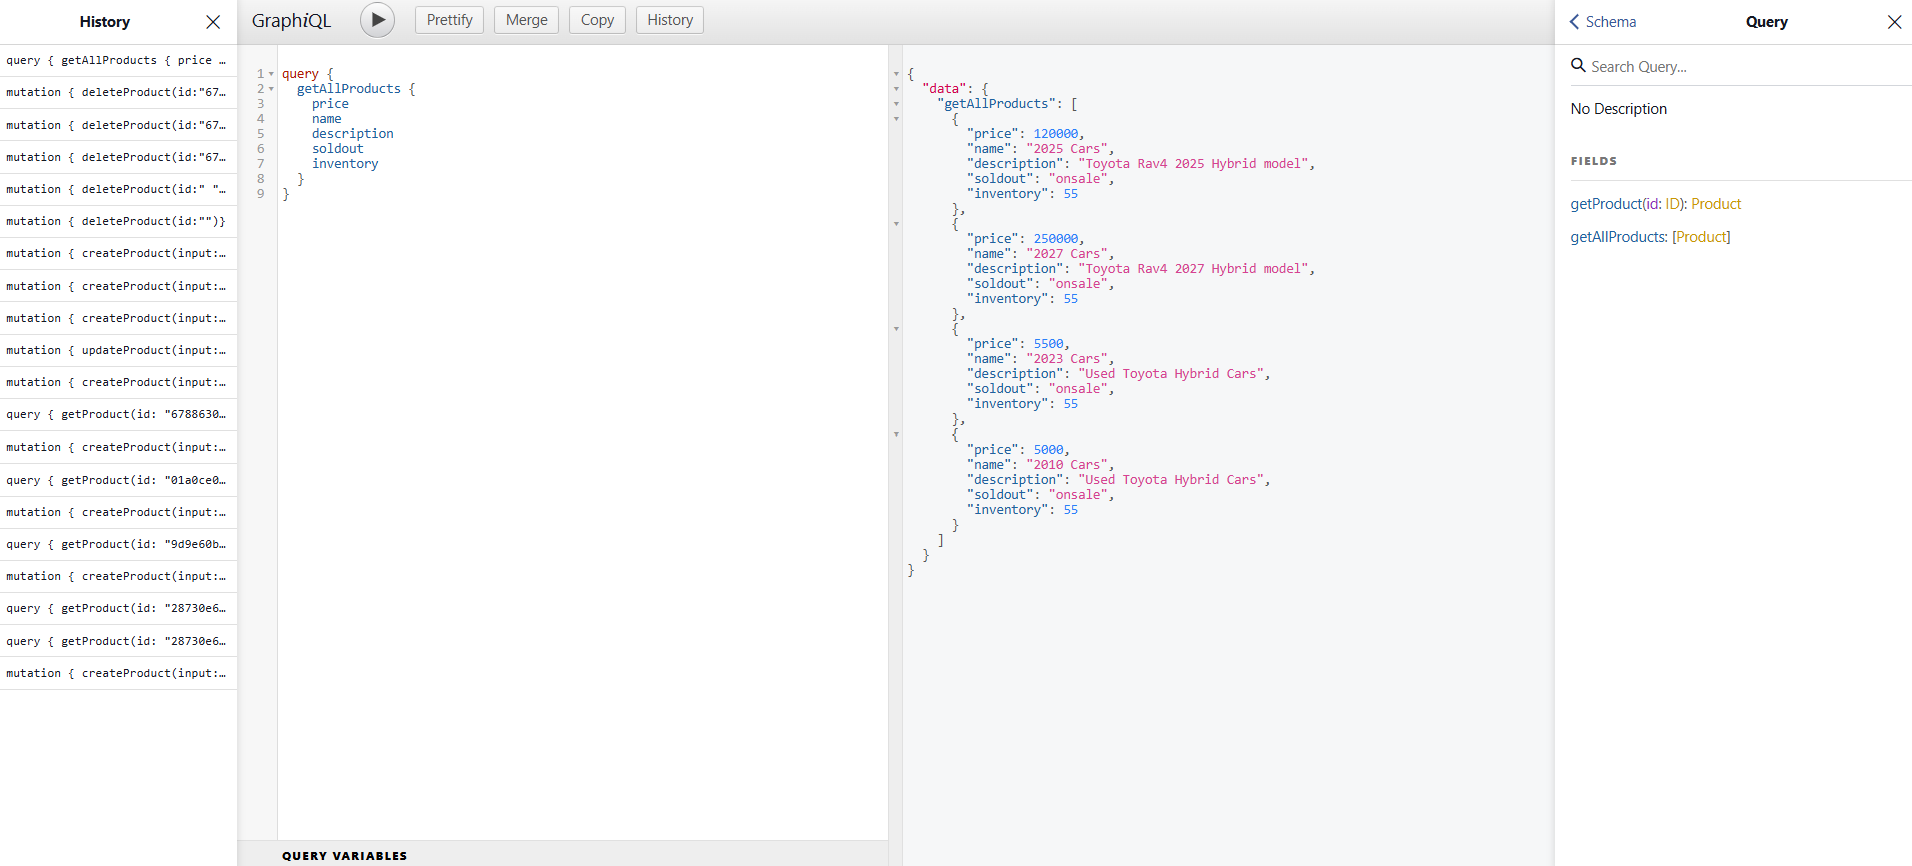 History
query { getAllProducts { price …
mutation { deleteProduct(id:"67…
mutation { deleteProduct(id:"67…
mutation { deleteProduct(id:"67…
mutation { deleteProduct(id:" "…
mutation { deleteProduct(id:"")}
mutation { createProduct(input:…
mutation { createProduct(input:…
mutation { createProduct(input:…
mutation { updateProduct(input:…
mutation { createProduct(input:…
query { getProduct(id: "6788630…
mutation { createProduct(input:…
query { getProduct(id: "01a0ce0…
mutation { createProduct(input:…
query { getProduct(id: "9d9e60b…
mutation { createProduct(input:…
query { getProduct(id: "28730e6…
query { getProduct(id: "28730e6…
mutation { createProduct(input:…
GraphiQL
Prettify
Merge
Copy
History
1 query {
2 getAllProducts {
3 price
4 name
5 description
6 soldout
7 inventory
8 }
9 }
QUERY VARIABLES
{
"data": {
"getAllProducts": [
{
"price": 120000,
"name": "2025 Cars",
"description": "Toyota Rav4 2025 Hybrid model",
"soldout": "onsale",
"inventory": 55
},
{
"price": 250000,
"name": "2027 Cars",
"description": "Toyota Rav4 2027 Hybrid model",
"soldout": "onsale",
"inventory": 55
},
{
"price": 5500,
"name": "2023 Cars",
"description": "Used Toyota Hybrid Cars",
"soldout": "onsale",
"inventory": 55
},
{
"price": 5000,
"name": "2010 Cars",
"description": "Used Toyota Hybrid Cars",
"soldout": "onsale",
"inventory": 55
}
]
}
}
Schema
Query
Search Query...
No Description
FIELDS
getProduct(id: ID): Product
getAllProducts: [Product]